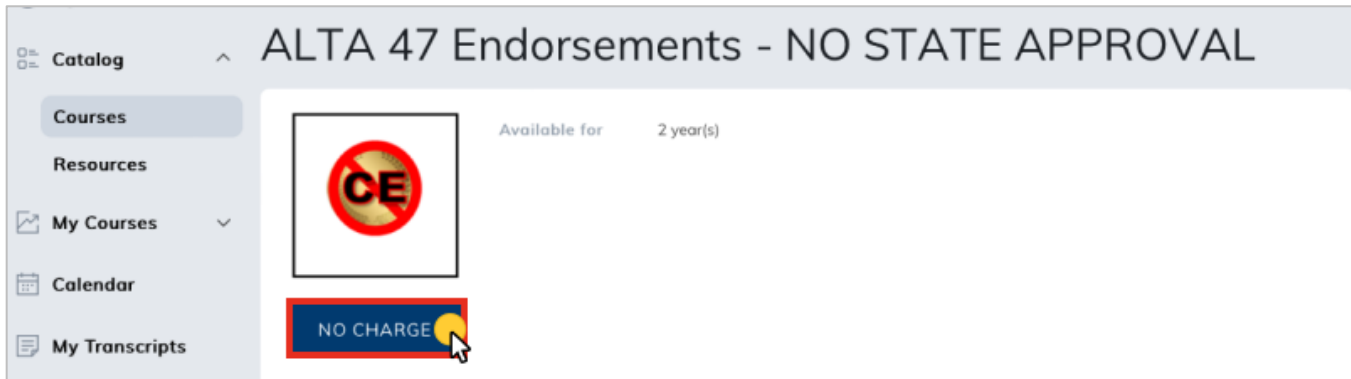 Catalog
Courses
Resources
My Courses
Calendar
My Transcripts
ALTA 47 Endorsements - NO STATE APPROVAL
CE
Available for 2 year(s)
NO CHARGE